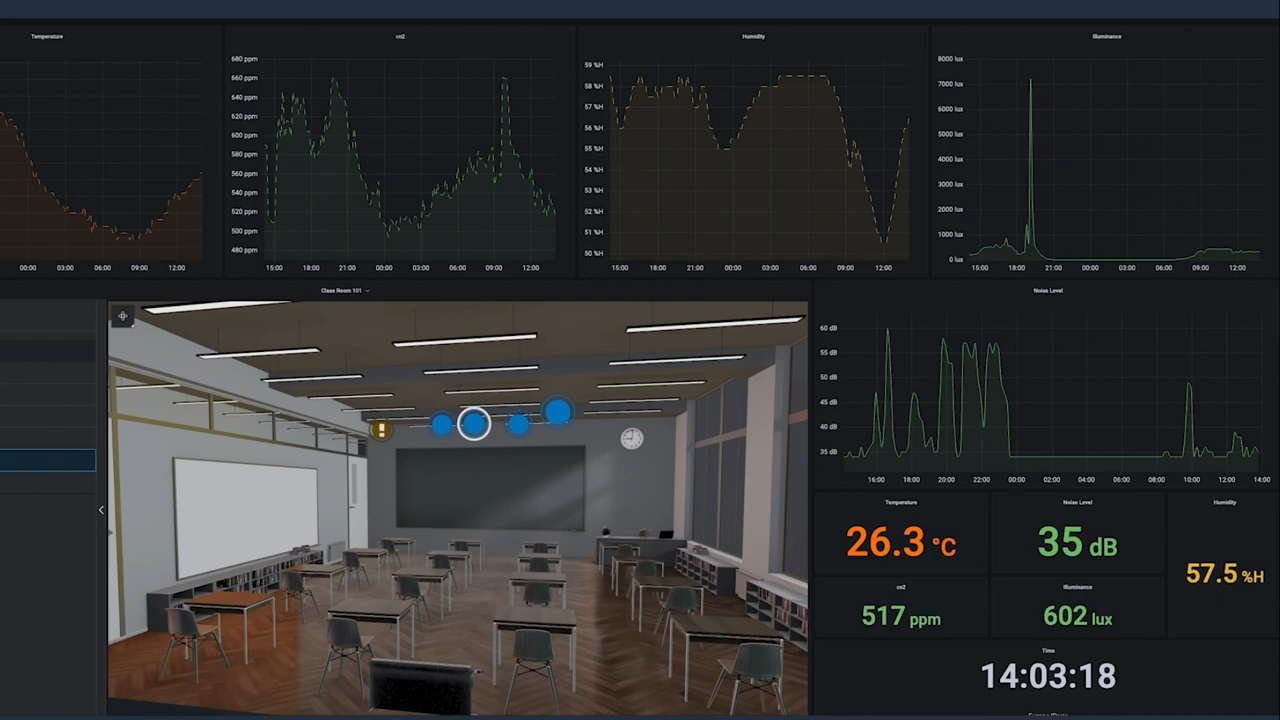 Temperature
co2
Humidity
Illuminance
680 ppm
660 ppm
640 ppm
620 ppm
600 ppm
580 ppm
560 ppm
540 ppm
520 ppm
500 ppm
480 ppm
59 %H
58 %H
57 %H
56 %H
55 %H
54 %H
53 %H
52 %H
51 %H
50 %H
8000 lux
7000 lux
6000 lux
5000 lux
4000 lux
3000 lux
2000 lux
1000 lux
0 lux
00:00 03:00 06:00 09:00 12:00
15:00 18:00 21:00 00:00 03:00 06:00 09:00 12:00
15:00 18:00 21:00 00:00 03:00 06:00 09:00 12:00
15:00 18:00 21:00 00:00 03:00 06:00 09:00 12:00
Class Room 101
Noise Level
60 dB
55 dB
50 dB
45 dB
40 dB
35 dB
16:00 18:00 20:00 22:00 00:00 02:00 04:00 06:00 08:00 10:00 12:00 14:00
Temperature
26.3 °C
Noise Level
35 dB
Humidity
57.5 %H
co2
517 ppm
Illuminance
602 lux
Time
14:03:18